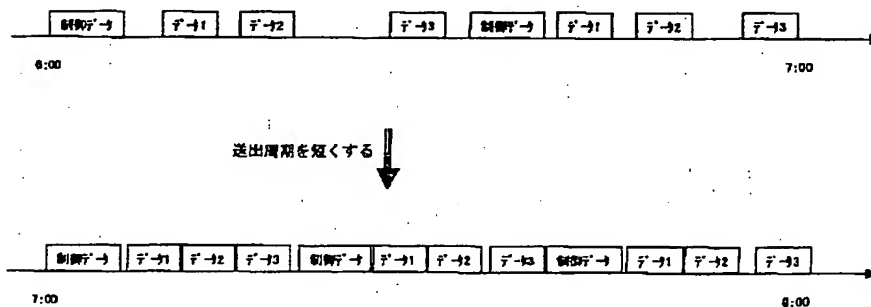 制御データ データ1 データ2 データ3 制御データ データ1 データ2 データ3
6:00 7:00
送出周期を短くする
制御データ データ1 データ2 データ3 制御データ データ1 データ2 データ3 制御データ データ1 データ2 データ3
7:00 8:00